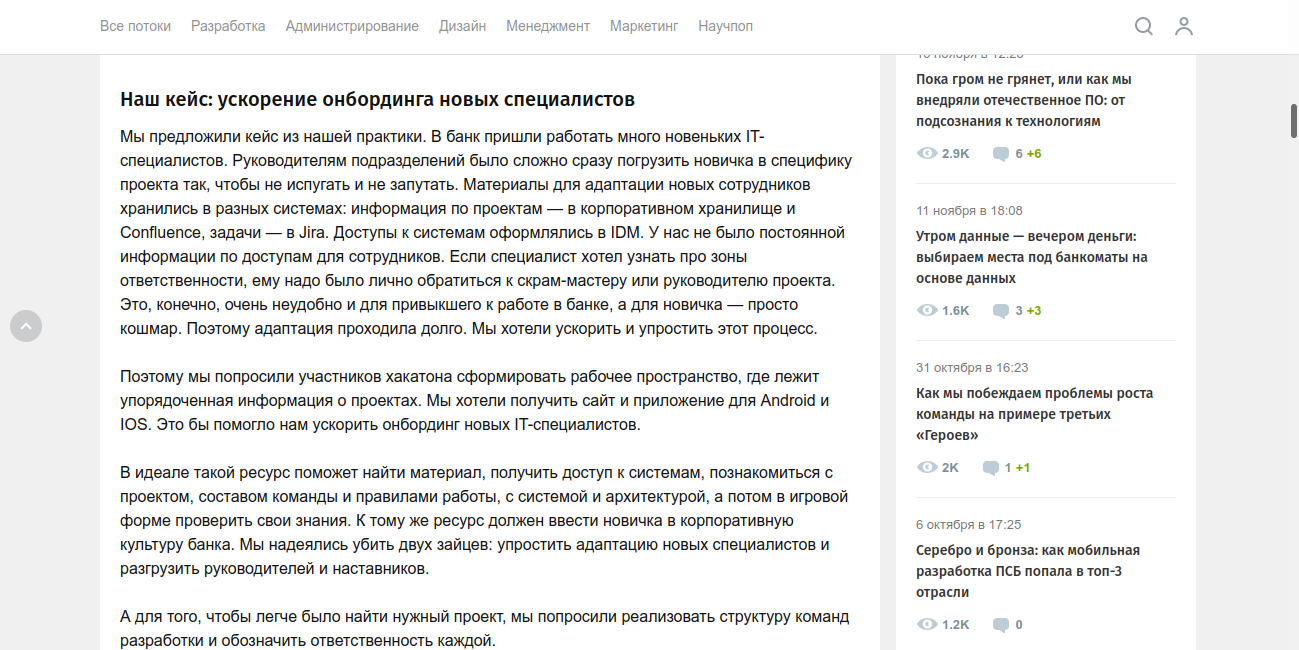 Все потоки Разработка Администрирование Дизайн Менеджмент Маркетинг Научпоп
Наш кейс: ускорение онбординга новых специалистов
Мы предложили кейс из нашей практики. В банк пришли работать много новеньких IT-
специалистов. Руководителям подразделений было сложно сразу погрузить новичка в специфику
проекта так, чтобы не испугать и не запутать. Материалы для адаптации новых сотрудников
хранились в разных системах: информация по проектам — в корпоративном хранилище и
Confluence, задачи — в Jira. Доступы к системам оформлялись в IDM. У нас не было постоянной
информации по доступам для сотрудников. Если специалист хотел узнать про зоны
ответственности, ему надо было лично обратиться к скрам-мастеру или руководителю проекта.
Это, конечно, очень неудобно и для привыкшего к работе в банке, а для новичка — просто
кошмар. Поэтому адаптация проходила долго. Мы хотели ускорить и упростить этот процесс.
Поэтому мы попросили участников хакатона сформировать рабочее пространство, где лежит
упорядоченная информация о проектах. Мы хотели получить сайт и приложение для Android и
IOS. Это бы помогло нам ускорить онбординг новых IT-специалистов.
В идеале такой ресурс поможет найти материал, получить доступ к системам, познакомиться с
проектом, составом команды и правилами работы, с системой и архитектурой, а потом в игровой
форме проверить свои знания. К тому же ресурс должен ввести новичка в корпоративную
культуру банка. Мы надеялись убить двух зайцев: упростить адаптацию новых специалистов и
разгрузить руководителей и наставников.
А для того, чтобы легче было найти нужный проект, мы попросили реализовать структуру команд
разработки и обозначить ответственность каждой.
Пока гром не грянет, или как мы
внедряли отечественное ПО: от
подсознания к технологиям
2.9K 6 +6
11 ноября в 18:08
Утром данные — вечером деньги:
выбираем места под банкоматы на
основе данных
1.6K 3 +3
31 октября в 16:23
Как мы побеждаем проблемы роста
команды на примере третьих
«Героев»
2K 1 +1
6 октября в 17:25
Серебро и бронза: как мобильная
разработка ПСБ попала в топ-3
отрасли
1.2K 0